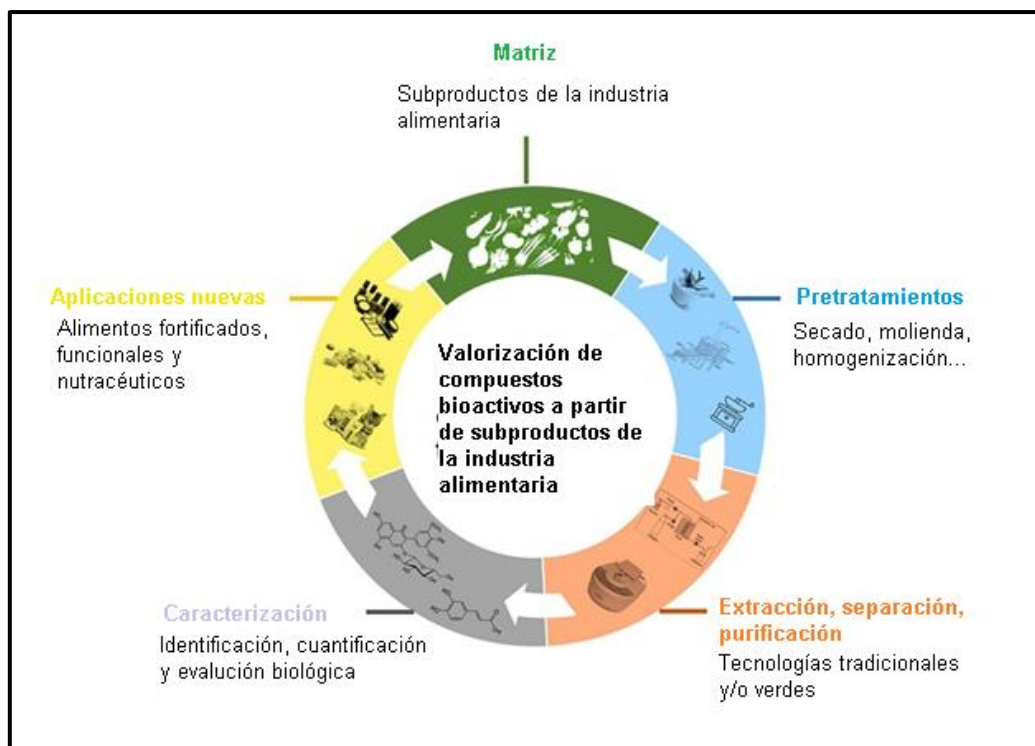 Matriz
Subproductos de la industria
alimentaria
Pretratamientos
Secado, molienda,
homogenización...
Extracción, separación,
purificación
Tecnologías tradicionales
y/o verdes
Caracterización
Identificación, cuantificación
y evalución biológica
Aplicaciones nuevas
Alimentos fortificados,
funcionales y
nutracéuticos
Valorización de
compuestos
bioactivos a partir
de subproductos de
la industria
alimentaria